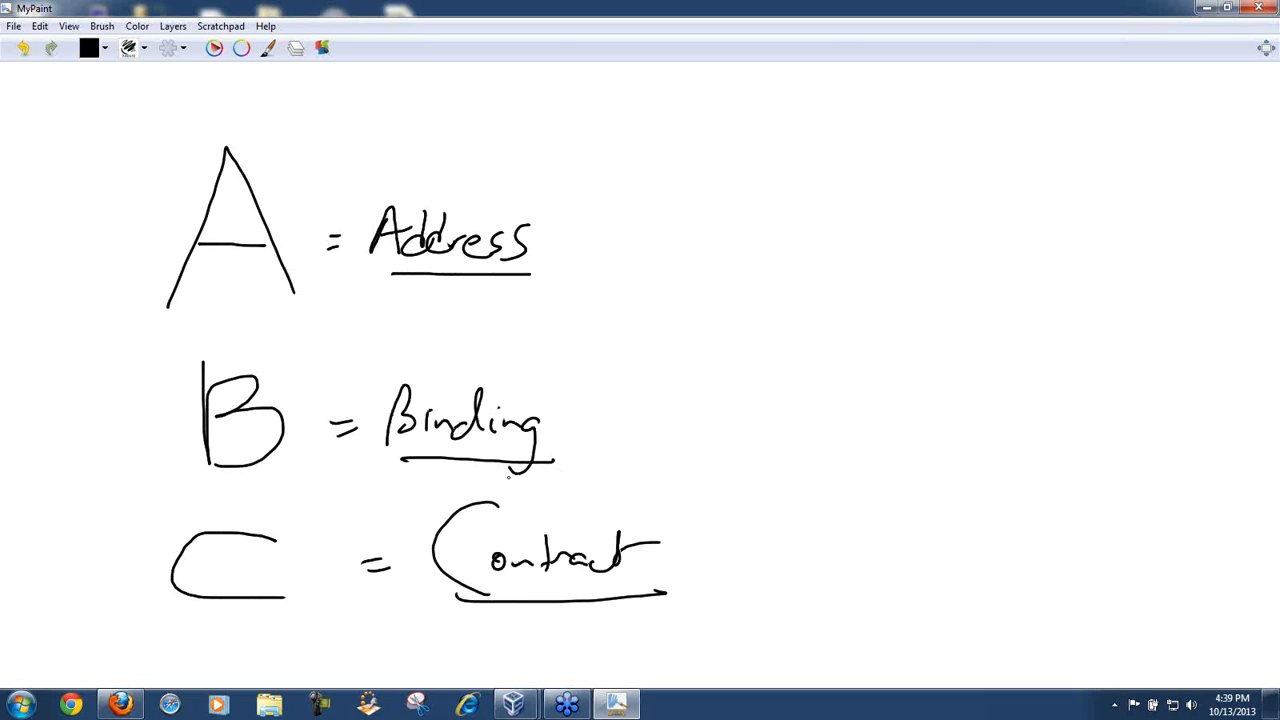 MyPaint
File Edit View Brush Color Layers Scratchpad Help
A = Address
B = Binding
C = Contract
4:39 PM
10/13/2013